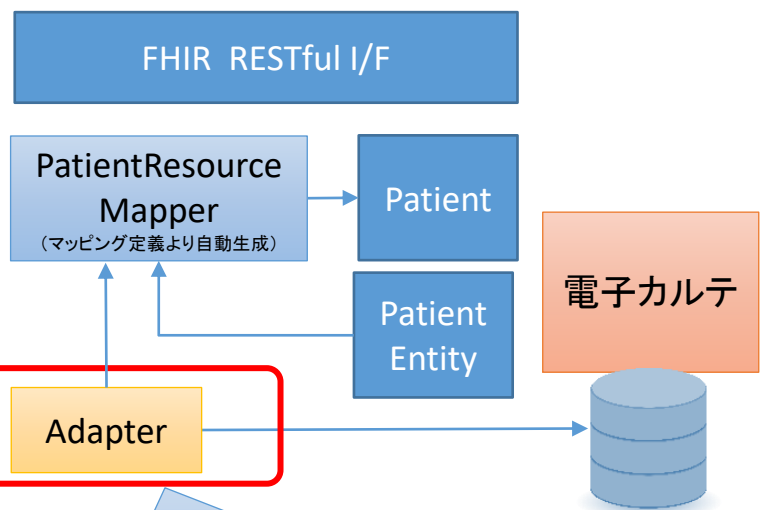 FHIR RESTful I/F
PatientResource
Mapper
（マッピング定義より自動生成）
Patient
Patient
Entity
電子カルテ
Adapter